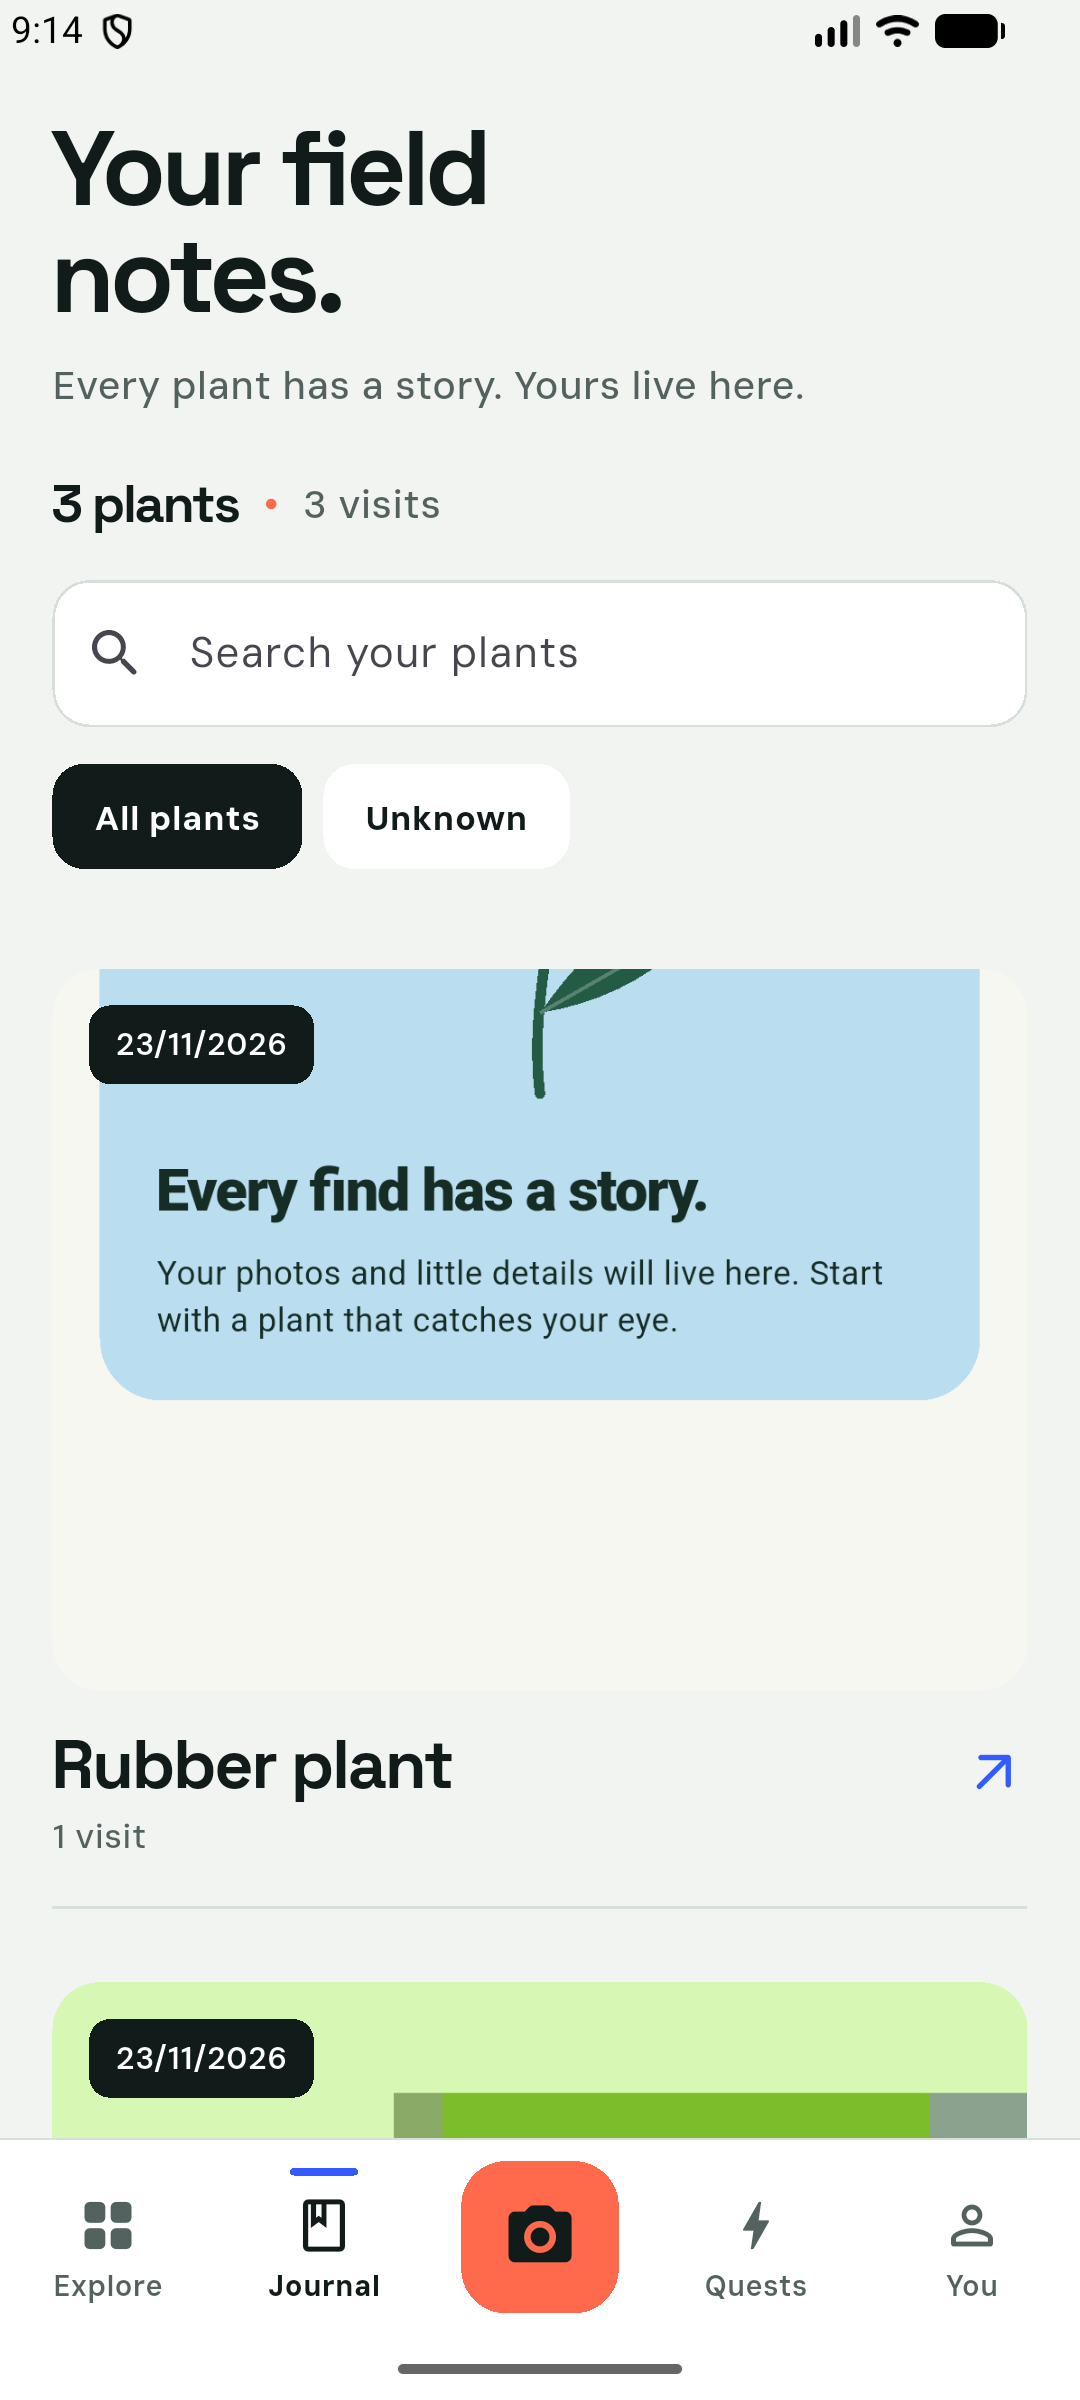 9:14
Your field
notes.
Every plant has a story. Yours live here.
3 plants • 3 visits
Search your plants
All plants
Unknown
23/11/2026
Every find has a story.
Your photos and little details will live here. Start
with a plant that catches your eye.
Rubber plant
1 visit
23/11/2026
Explore
Journal
Quests
You